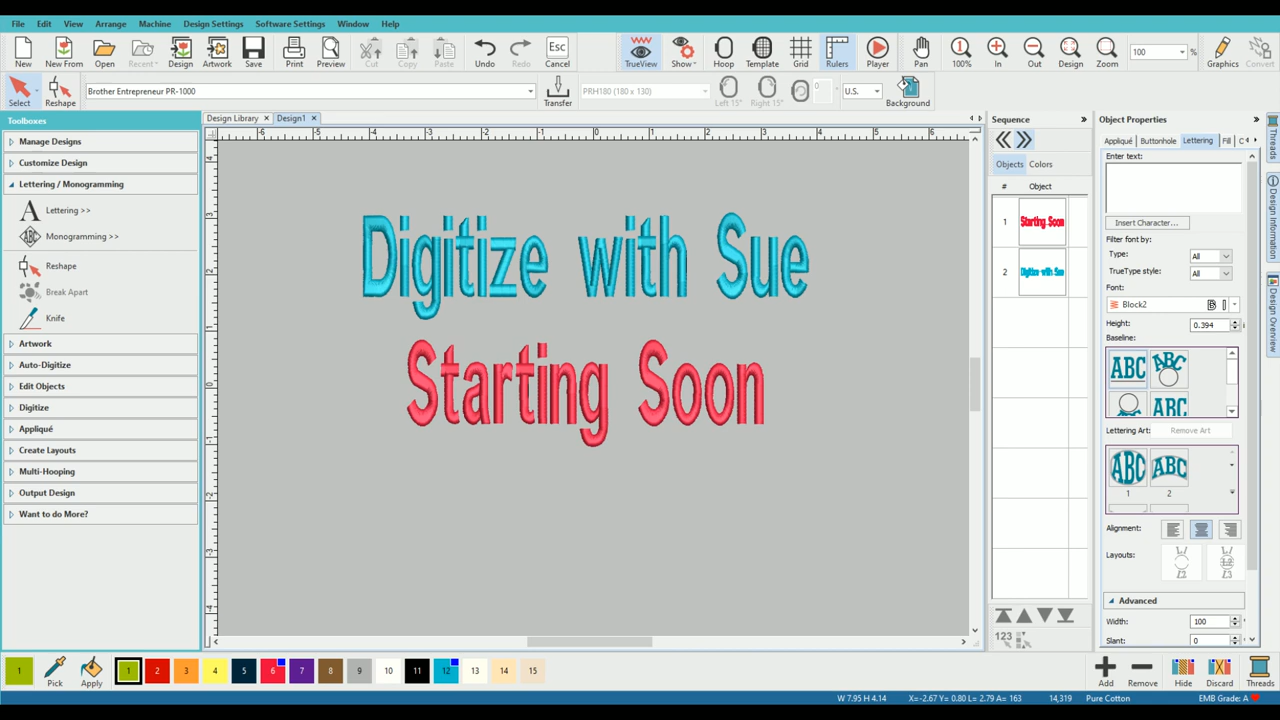 File Edit View Arrange Machine Design Settings Software Settings Window Help
New New From Open Recent Design Artwork Save Print Preview Cut Copy Paste Undo Redo Esc Cancel TrueView Show Hoop Template Grid Rulers Player Pan 100% In Out Design Zoom 100 % Graphics Convert
Select Reshape Brother Entrepreneur PR-1000 Transfer PRH180 (180 x 130) Left 15° Right 15° 0 U.S. Background
Toolboxes
Manage Designs
Customize Design
Lettering / Monogramming
Lettering >>
Monogramming >>
Reshape
Break Apart
Knife
Artwork
Auto-Digitize
Edit Objects
Digitize
Appliqué
Create Layouts
Multi-Hooping
Output Design
Want to do More?
Design Library Design1
Digitize with Sue
Starting Soon
Sequence
Objects Colors
# Object
1 Starting Soon
2 Digitize with Sue
123
Object Properties
Appliqué Buttonhole Lettering Fill C
Enter text:
Insert Character...
Filter font by:
Type: All
TrueType style: All
Font:
Block2
Height: 0.394
Baseline:
ABC ABC
ABC
Lettering Art: Remove Art
ABC ABC
1 2
Alignment:
Layouts:
L2 L3
Advanced
Width: 100
Slant: 0
Threads
Design Information
Design Overview
1 Pick Apply 1 2 3 4 5 6 7 8 9 10 11 12 13 14 15 Add Remove Hide Discard Threads
W 7.95 H 4.14 X= -2.67 Y= 0.80 L= 2.79 A= 163 14,319 Pure Cotton EMB Grade: A